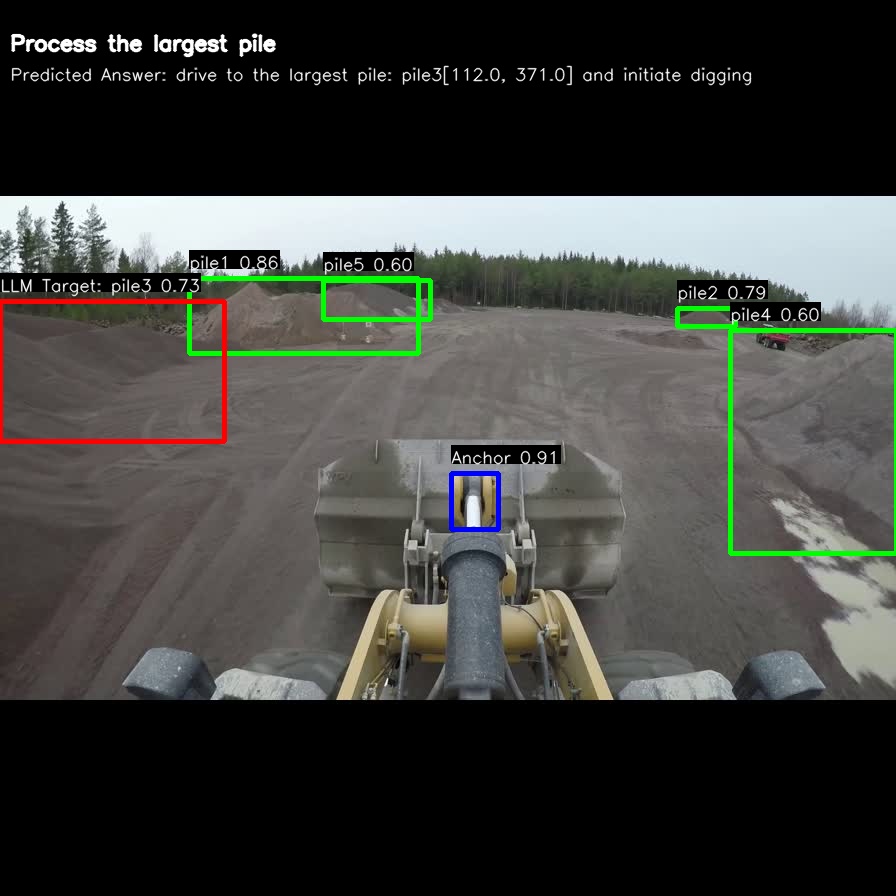 Process the largest pile
Predicted Answer: drive to the largest pile: pile3[112.0, 371.0] and initiate digging
pile1 0.86
pile5 0.60
LLM Target: pile3 0.73
pile2 0.79
pile4 0.60
Anchor 0.91